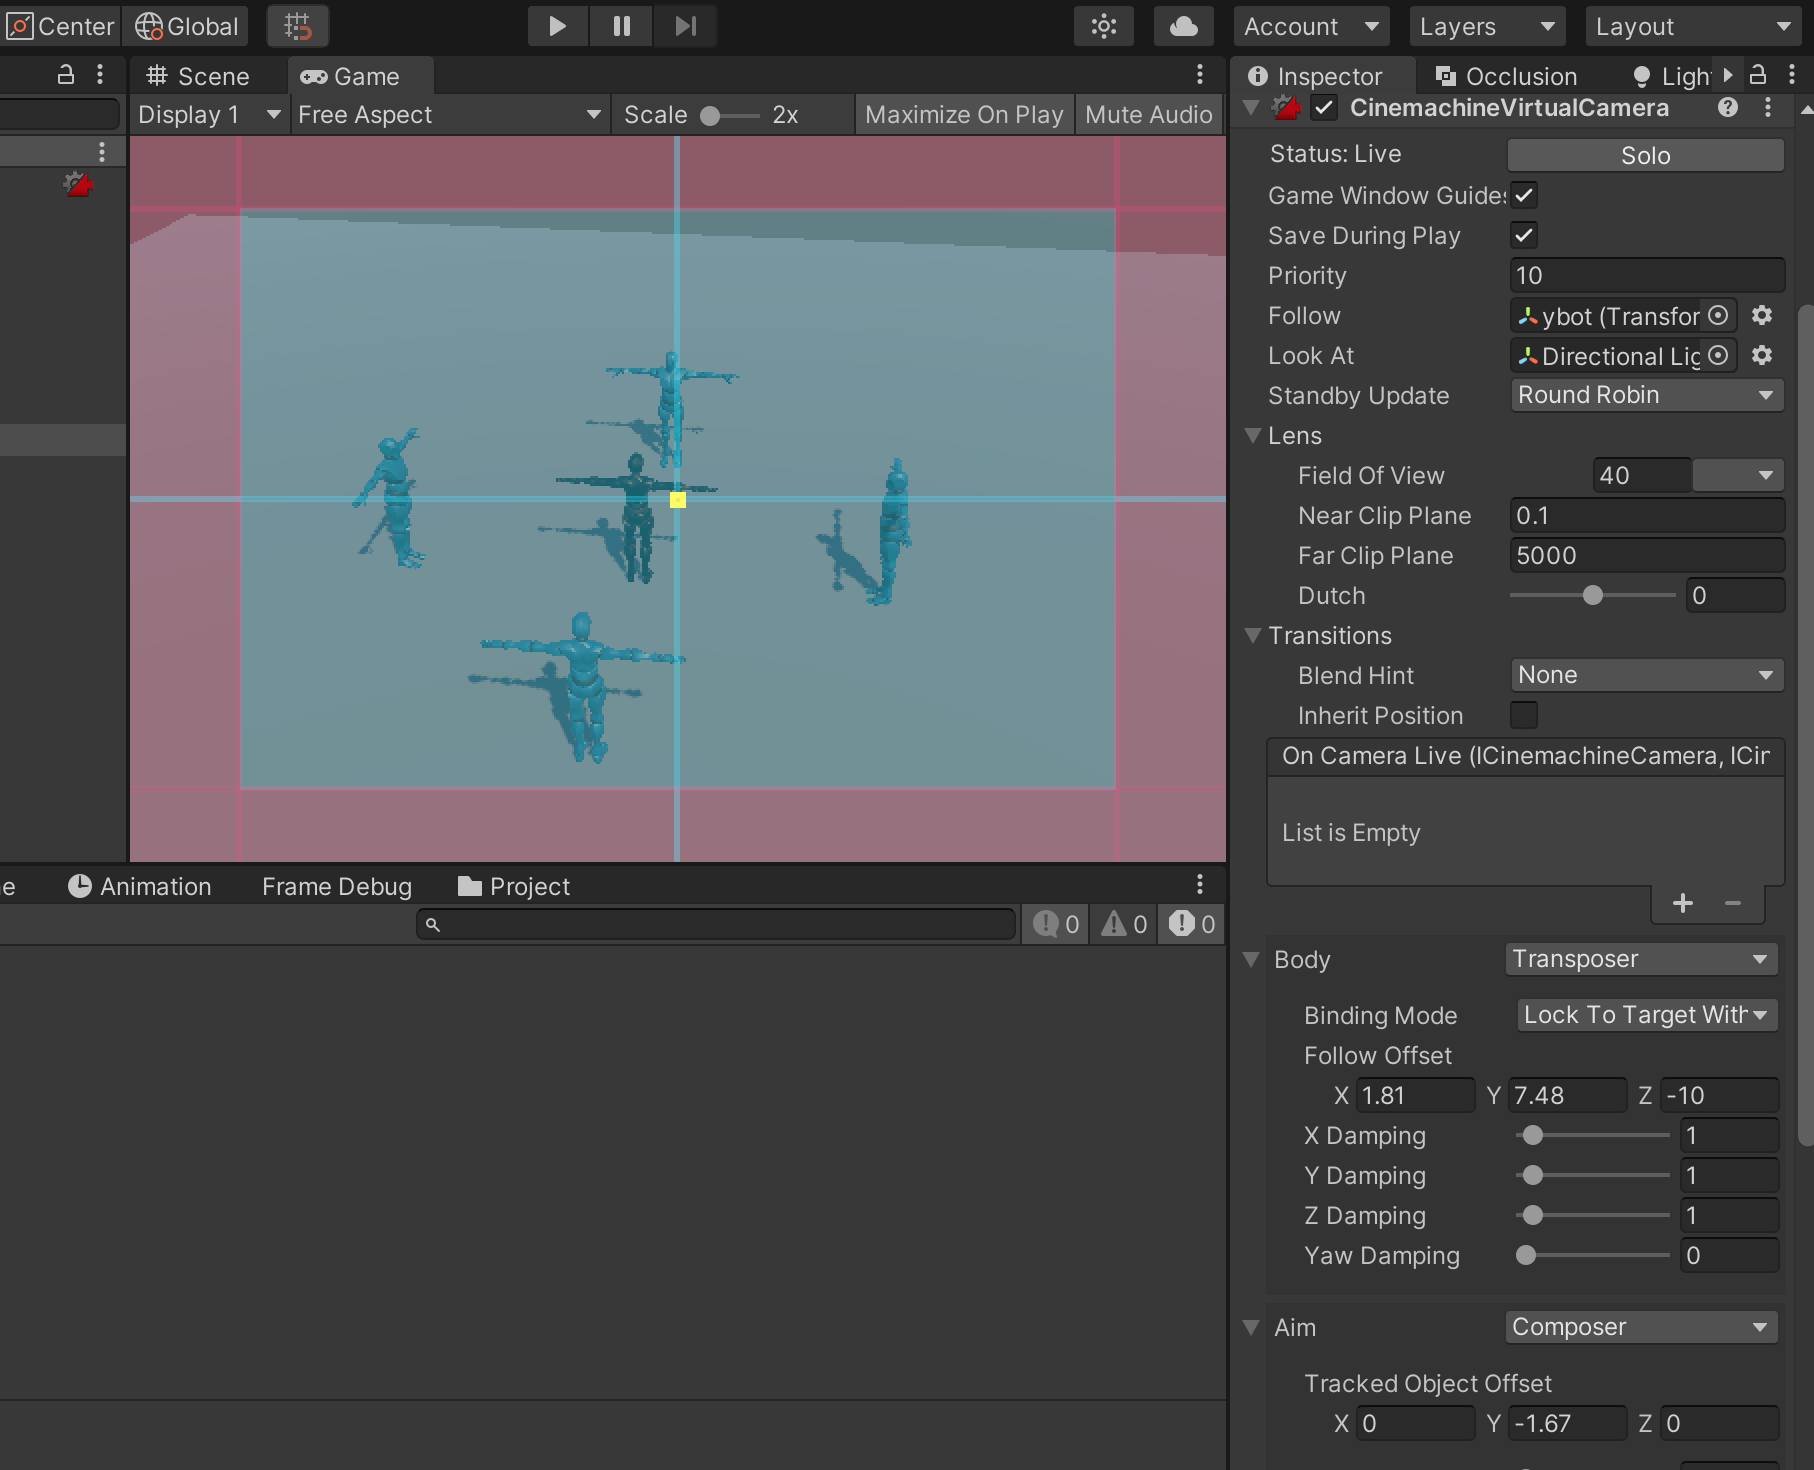 Center Global Account Layers Layout
Scene Game Inspector Occlusion Ligh
Display 1 Free Aspect Scale 2x Maximize On Play Mute Audio
CinemachineVirtualCamera
Status: Live Solo
Game Window Guides
Save During Play
Priority 10
Follow ybot (Transfor
Look At Directional Lig
Standby Update Round Robin
Lens
Field Of View 40
Near Clip Plane 0.1
Far Clip Plane 5000
Dutch 0
Transitions
Blend Hint None
Inherit Position
On Camera Live (ICinemachineCamera, ICin
List is Empty
+ −
e Animation Frame Debug Project
0 0 0
Body Transposer
Binding Mode Lock To Target With
Follow Offset
X 1.81 Y 7.48 Z -10
X Damping 1
Y Damping 1
Z Damping 1
Yaw Damping 0
Aim Composer
Tracked Object Offset
X 0 Y -1.67 Z 0